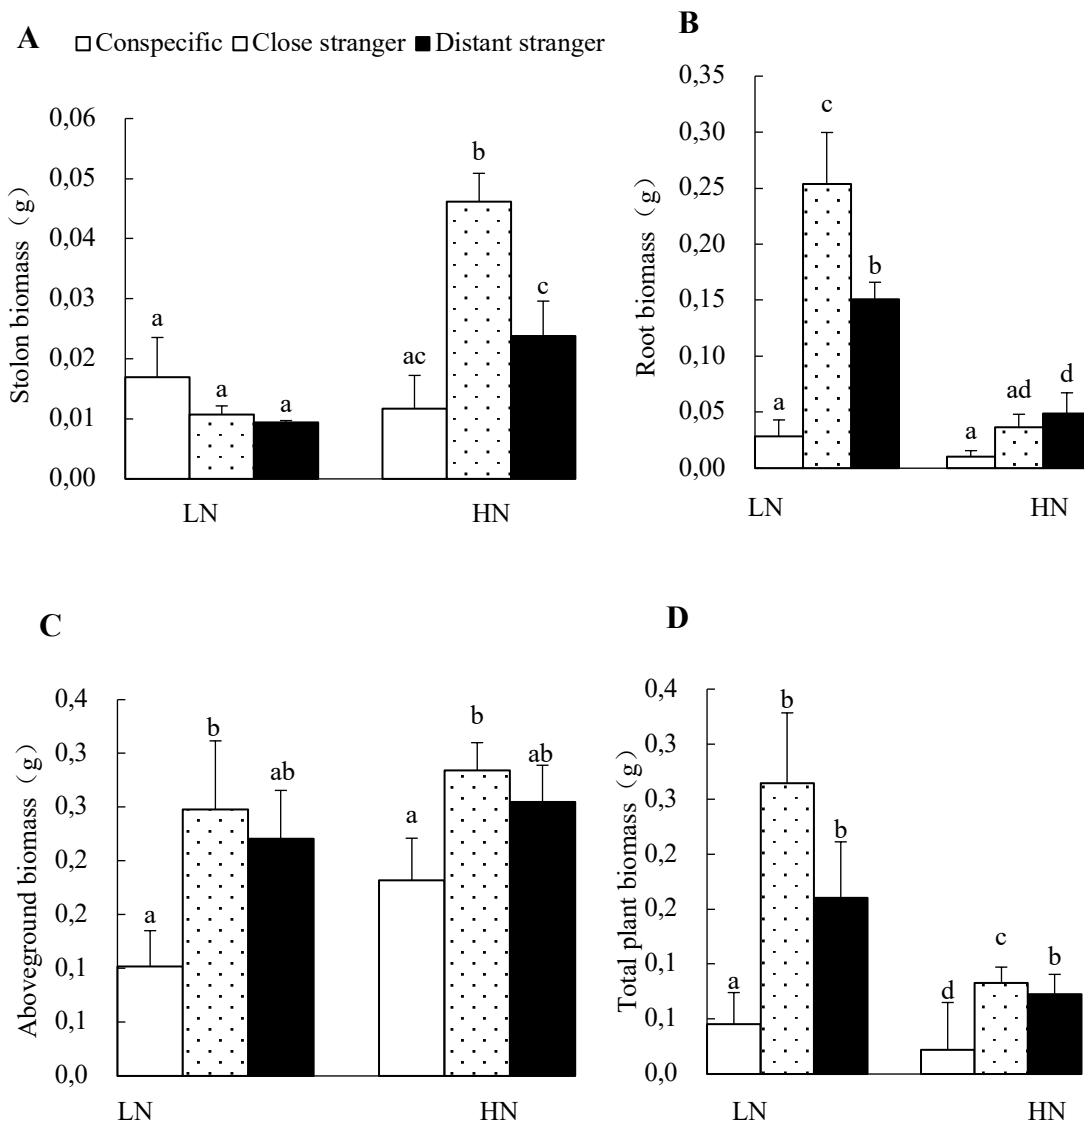 A □ Conspecific □ Close stranger ■ Distant stranger
Stolon biomass（g）
0,06
0,05
0,04
0,03
0,02
0,01
0,00
a
a
a
ac
b
c
LN HN
B
Root biomass（g）
0,35
0,30
0,25
0,20
0,15
0,10
0,05
0,00
a
c
b
a
ad
d
LN HN
C
Aboveground biomass（g）
0,4
0,3
0,3
0,2
0,2
0,1
0,1
0,0
a
b
ab
a
b
ab
LN HN
D
Total plant biomass（g）
0,4
0,3
0,3
0,2
0,2
0,1
0,1
0,0
a
b
b
d
c
b
LN HN